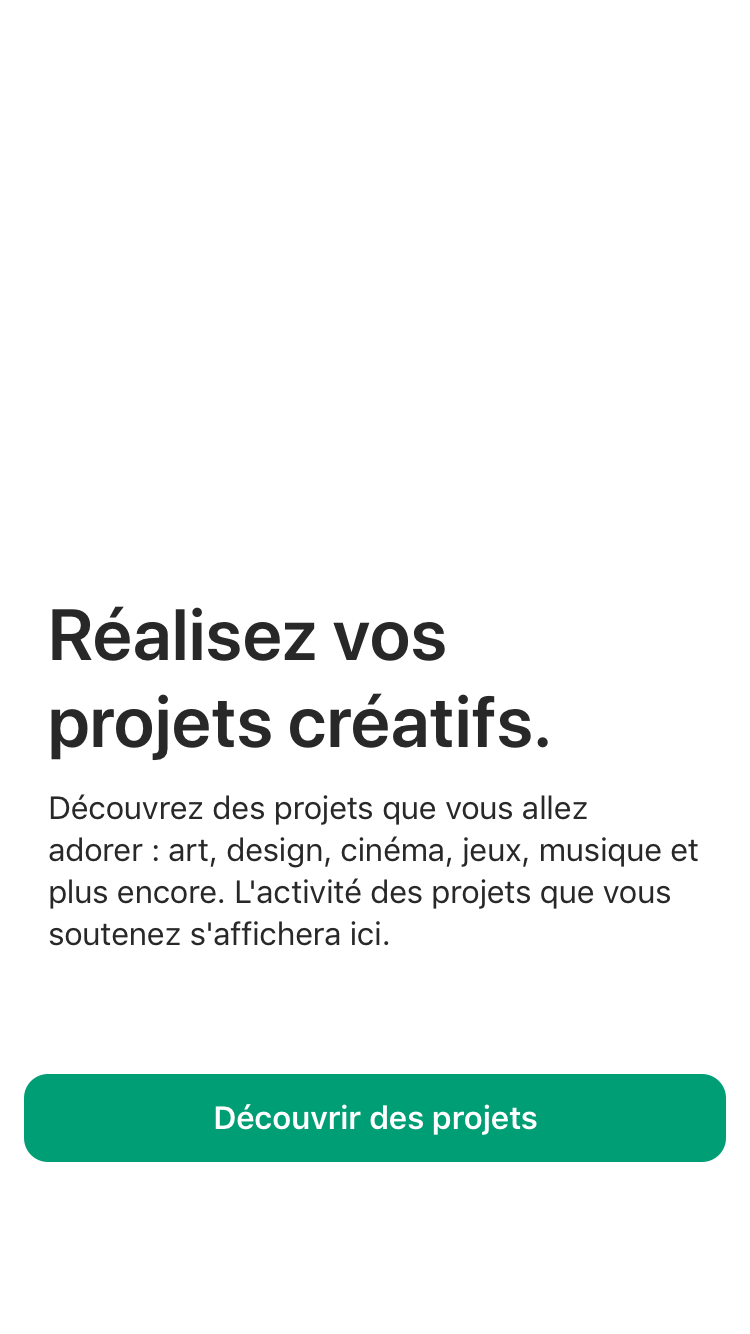 Réalisez vos
projets créatifs.
Découvrez des projets que vous allez
adorer : art, design, cinéma, jeux, musique et
plus encore. L'activité des projets que vous
soutenez s'affichera ici.
Découvrir des projets